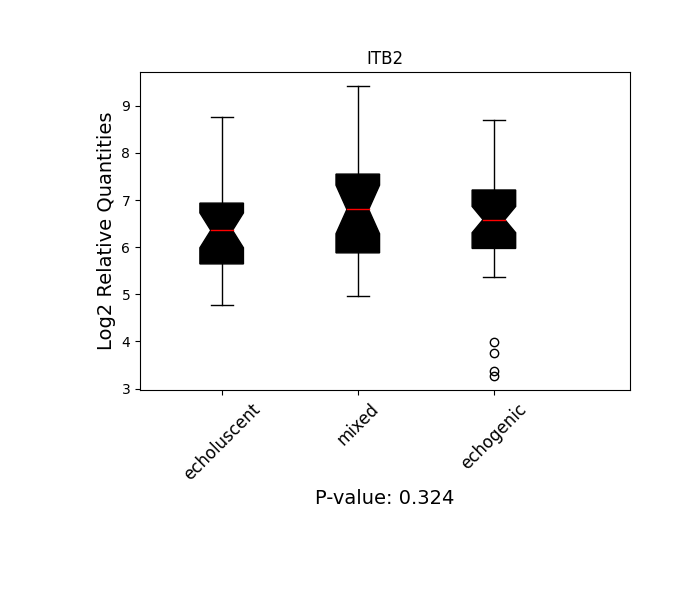 ITB2
Log2 Relative Quantities
9
8
7
6
5
4
3
echoluscent
mixed
echogenic
P-value: 0.324